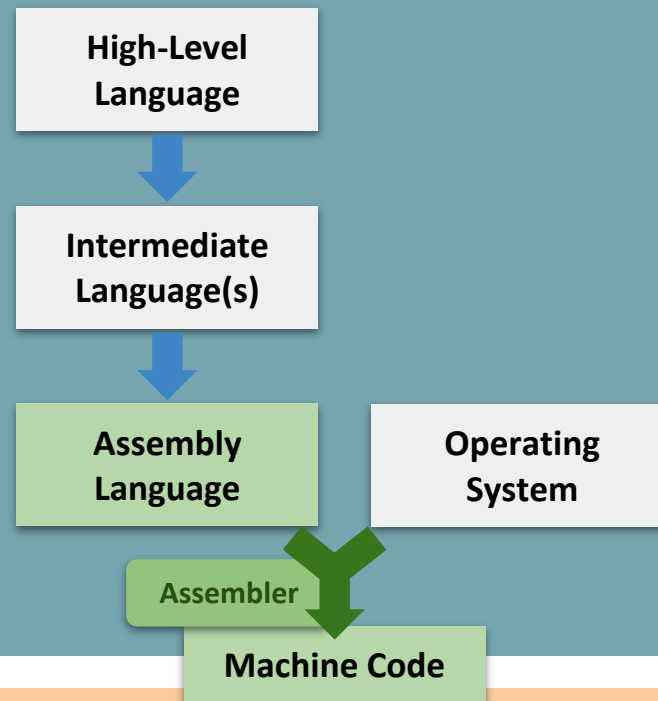 High-Level
Language
Intermediate
Language(s)
Assembly
Language
Operating
System
Assembler
Machine Code